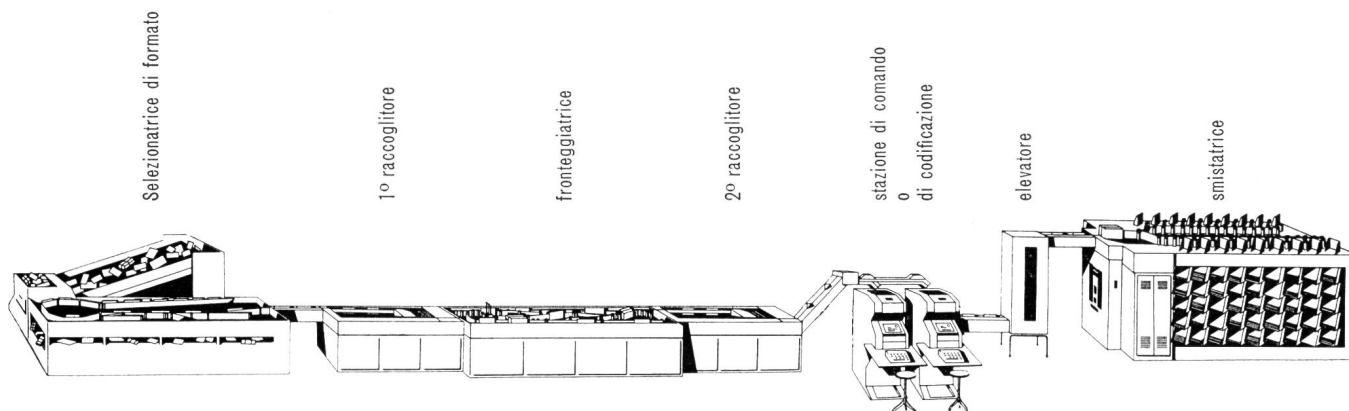 Selezionatrice di formato
1º raccoglitore
fronteggiatrice
2º raccoglitore
stazione di comando
o
di codificazione
elevatore
smistatrice